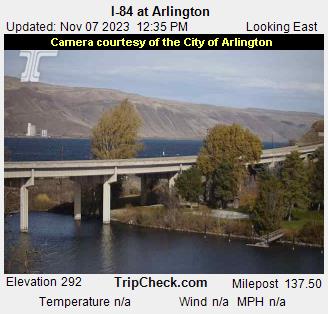 I-84 at Arlington
Updated: Nov 07 2023 12:35 PM Looking East
Camera courtesy of the City of Arlington
Elevation 292 TripCheck.com Milepost 137.50
Temperature n/a Wind n/a MPH n/a